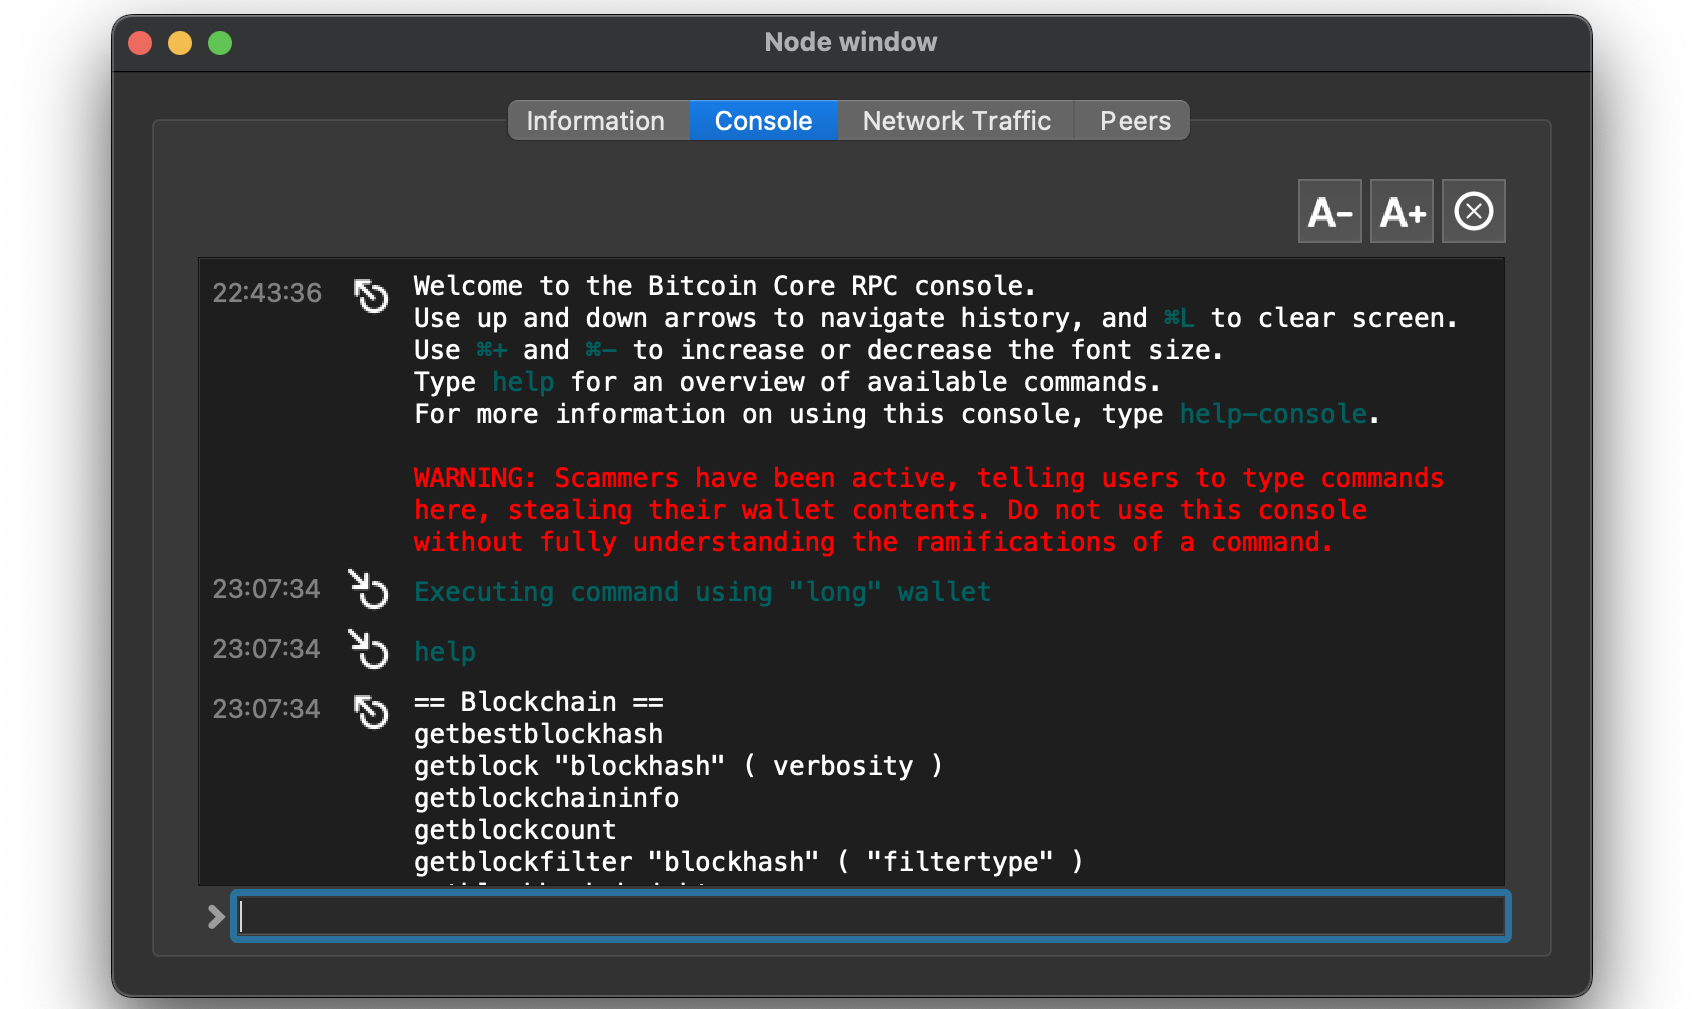 Node window
Information Console Network Traffic Peers
A- A+
22:43:36 Welcome to the Bitcoin Core RPC console.
Use up and down arrows to navigate history, and ⌘L to clear screen.
Use ⌘+ and ⌘- to increase or decrease the font size.
Type help for an overview of available commands.
For more information on using this console, type help-console.
WARNING: Scammers have been active, telling users to type commands
here, stealing their wallet contents. Do not use this console
without fully understanding the ramifications of a command.
23:07:34 Executing command using "long" wallet
23:07:34 help
23:07:34 == Blockchain ==
getbestblockhash
getblock "blockhash" ( verbosity )
getblockchaininfo
getblockcount
getblockfilter "blockhash" ( "filtertype" )